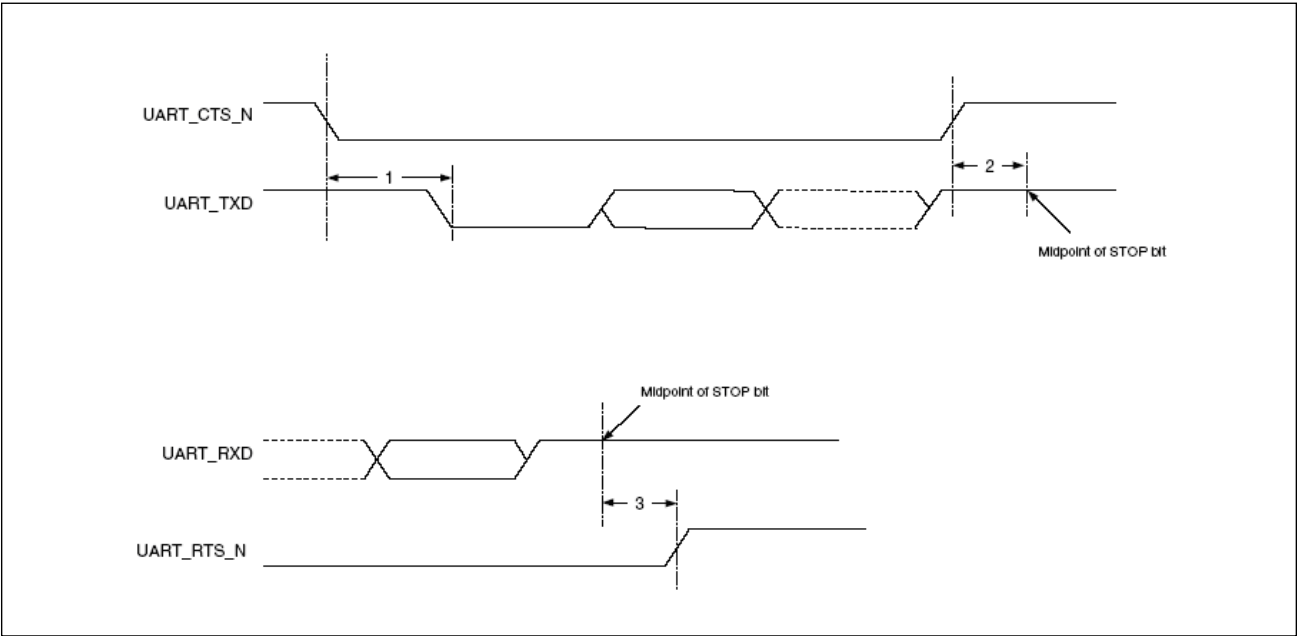 UART_CTS_N
2
1
UART_TXD
Midpoint of STOP bit
Midpoint of STOP bit
UART_RXD
3
UART_RTS_N